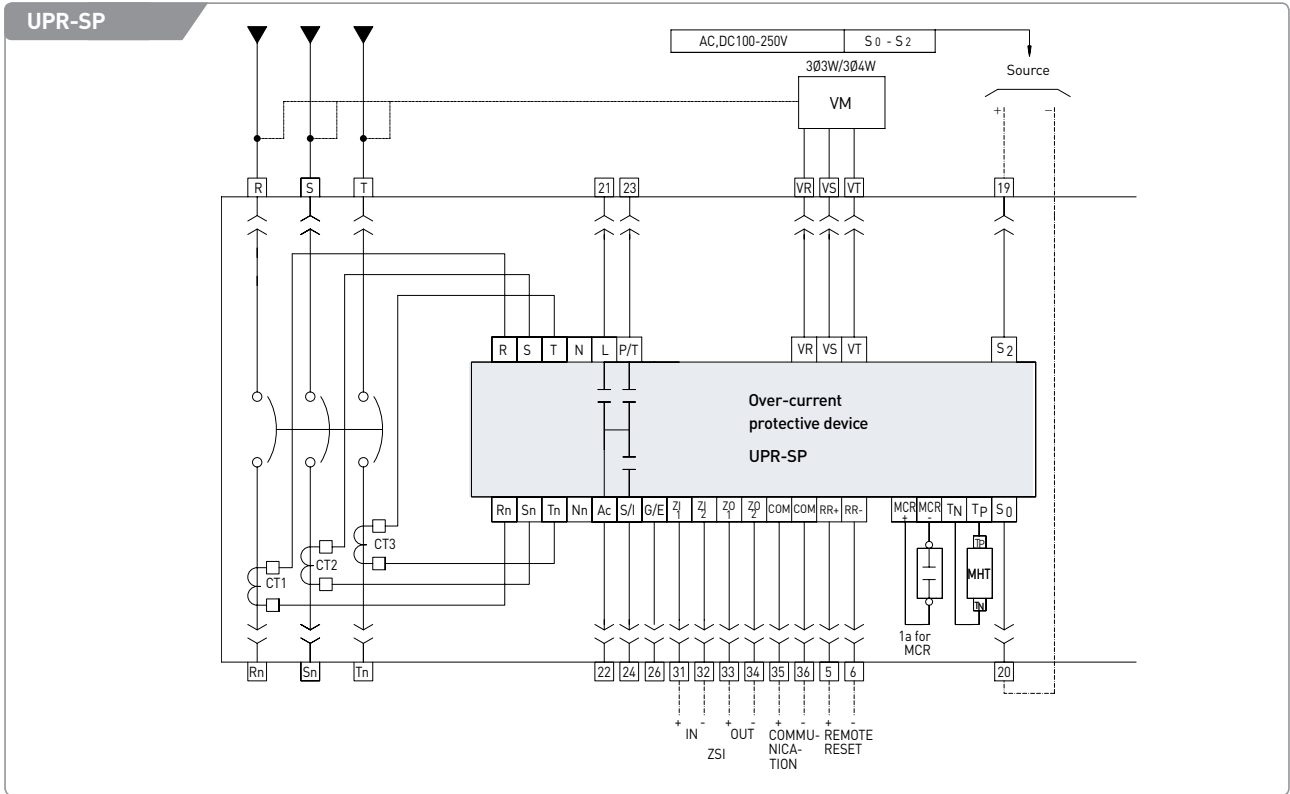 UPR-SP
AC,DC100-250V S0 - S2
3Ø3W/3Ø4W
Source
VM
+ −
R S T 21 23 VR VS VT 19
R S T N L P/T VR VS VT S2
Over-current
protective device
UPR-SP
Rn Sn Tn Nn Ac S/I G/E ZI1 ZI2 ZO1 ZO2 COM COM RR+ RR- MCR+ MCR- TN TP S0
CT1 CT2 CT3
TP
MHT
TN
1a for
MCR
Rn Sn Tn 22 24 26 31 32 33 34 35 36 5 6 20
+ - + - + - + -
IN OUT COMMU- REMOTE
NICA- RESET
ZSI
TION